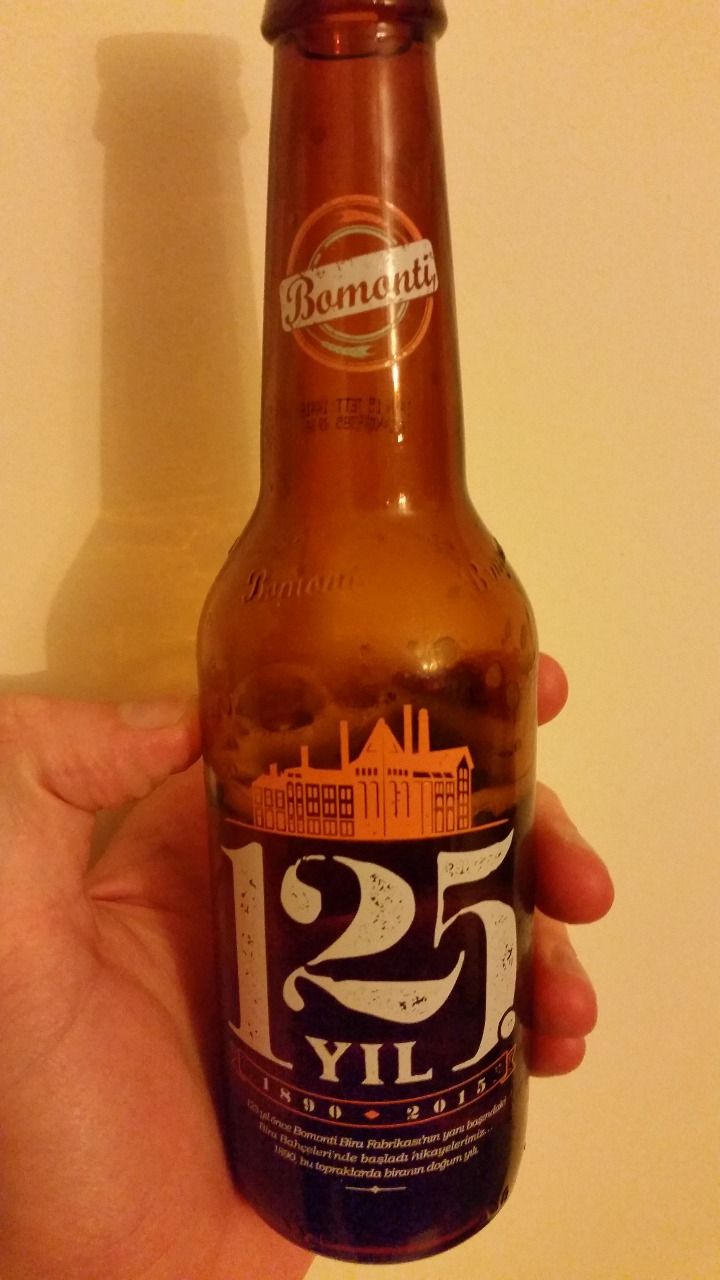 Bomonti
Bomonti
125.
YIL
1890 2015
125 yıl önce Bomonti Bira Fabrikası'nın yanı başındaki
Bira Bahçeleri'nde başladı hikayelerimiz...
1890, bu topraklarda biranın doğum yılı.